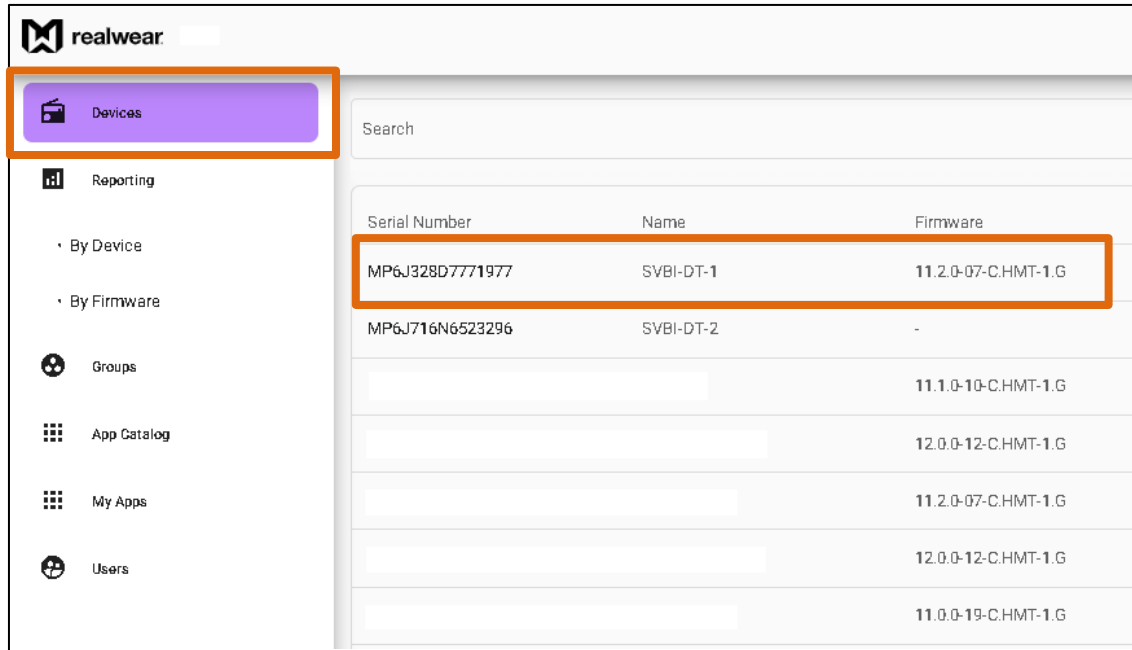 realwear
Devices
Search
Reporting
Serial Number Name Firmware
· By Device
MP6J328D7771977 SVBI-DT-1 11.2.0-07-C.HMT-1.G
· By Firmware
MP6J716N6523296 SVBI-DT-2 -
Groups
11.1.0-10-C.HMT-1.G
App Catalog
12.0.0-12-C.HMT-1.G
My Apps
11.2.0-07-C.HMT-1.G
Users
12.0.0-12-C.HMT-1.G
11.0.0-19-C.HMT-1.G